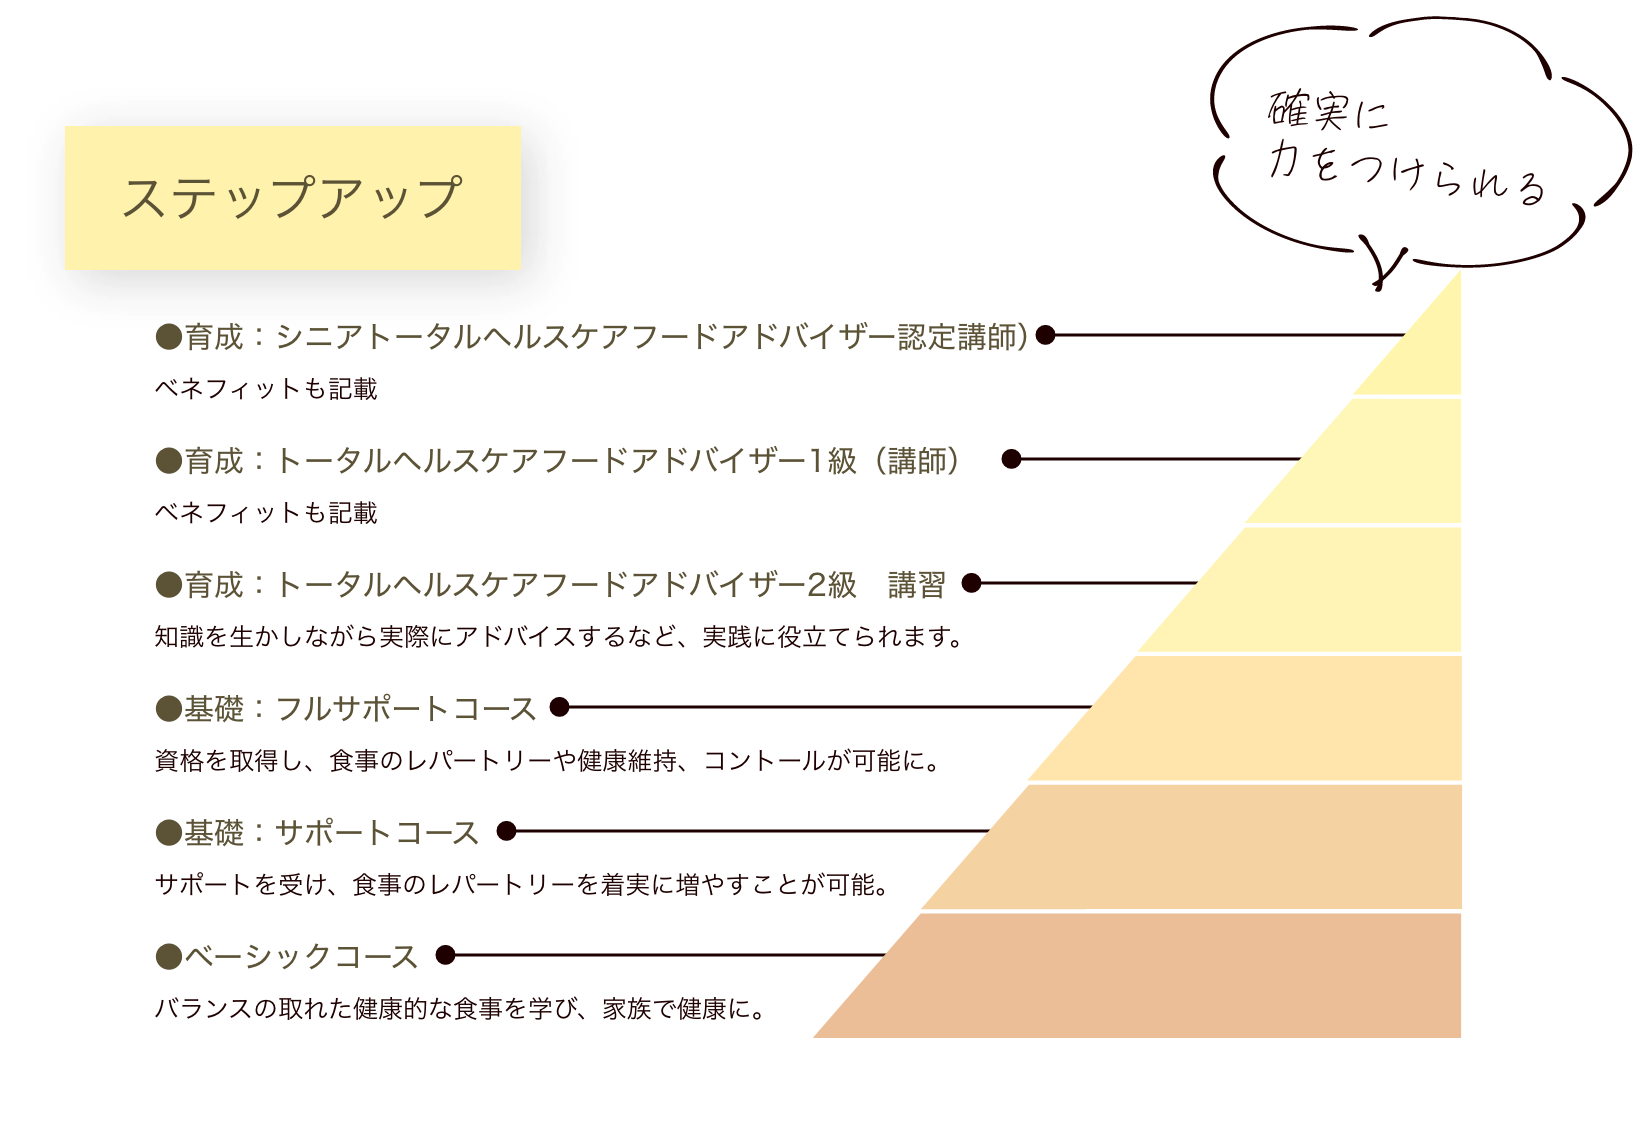 確実に
力をつけられる
ステップアップ
●育成：シニアトータルヘルスケアフードアドバイザー認定講師）
ベネフィットも記載
●育成：トータルヘルスケアフードアドバイザー1級（講師）
ベネフィットも記載
●育成：トータルヘルスケアフードアドバイザー2級　講習
知識を生かしながら実際にアドバイスするなど、実践に役立てられます。
●基礎：フルサポートコース
資格を取得し、食事のレパートリーや健康維持、コントールが可能に。
●基礎：サポートコース
サポートを受け、食事のレパートリーを着実に増やすことが可能。
●ベーシックコース
バランスの取れた健康的な食事を学び、家族で健康に。